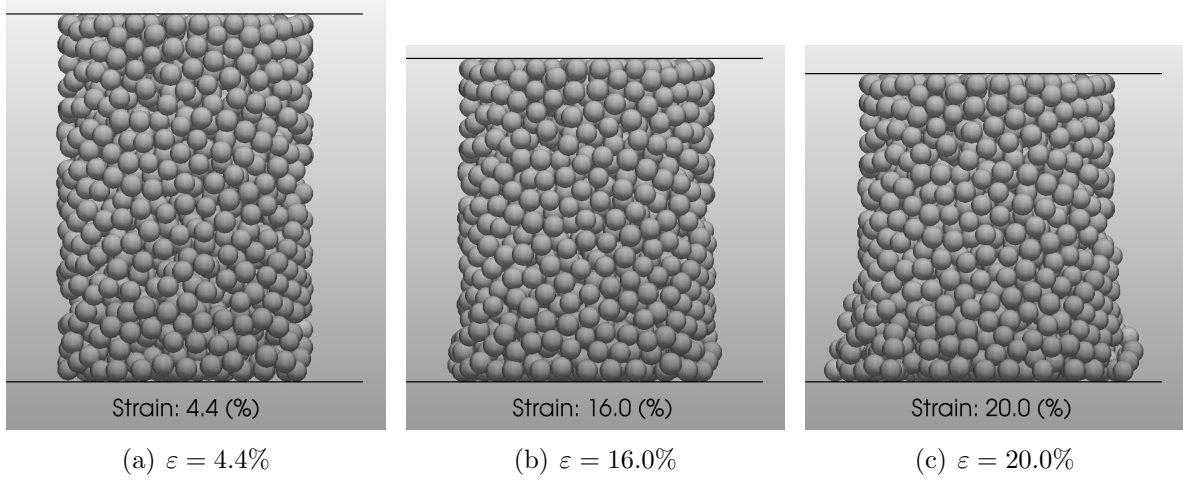 Strain: 4.4 (%)
Strain: 16.0 (%)
Strain: 20.0 (%)
(a) ε = 4.4%
(b) ε = 16.0%
(c) ε = 20.0%